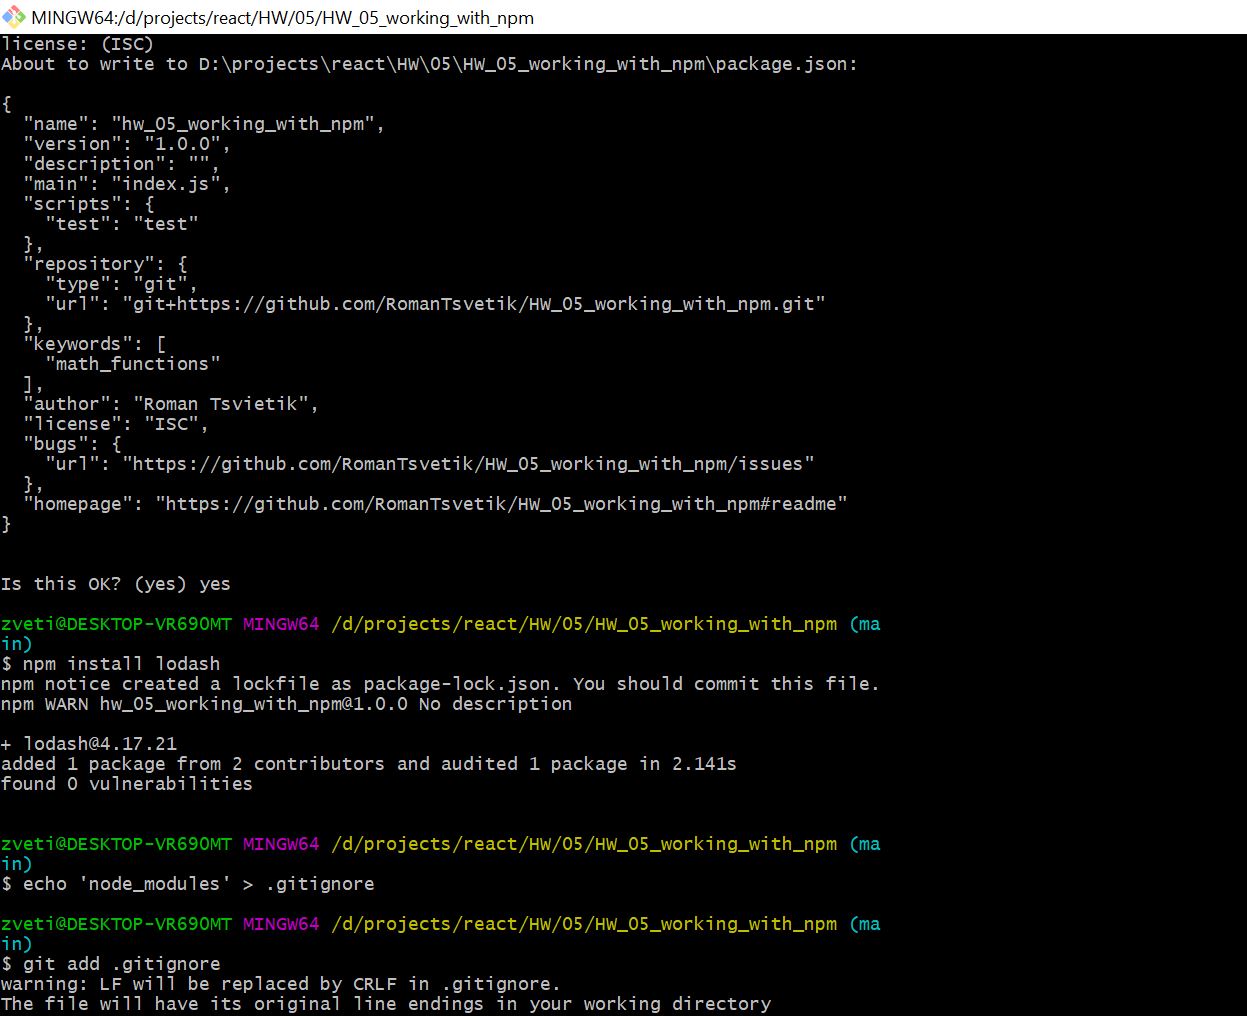 MINGW64:/d/projects/react/HW/05/HW_05_working_with_npm
license: (ISC)
About to write to D:\projects\react\HW\05\HW_05_working_with_npm\package.json:
{
  "name": "hw_05_working_with_npm",
  "version": "1.0.0",
  "description": "",
  "main": "index.js",
  "scripts": {
    "test": "test"
  },
  "repository": {
    "type": "git",
    "url": "git+https://github.com/RomanTsvetik/HW_05_working_with_npm.git"
  },
  "keywords": [
    "math_functions"
  ],
  "author": "Roman Tsvietik",
  "license": "ISC",
  "bugs": {
    "url": "https://github.com/RomanTsvetik/HW_05_working_with_npm/issues"
  },
  "homepage": "https://github.com/RomanTsvetik/HW_05_working_with_npm#readme"
}
Is this OK? (yes) yes
zveti@DESKTOP-VR690MT MINGW64 /d/projects/react/HW/05/HW_05_working_with_npm (ma
in)
$ npm install lodash
npm notice created a lockfile as package-lock.json. You should commit this file.
npm WARN hw_05_working_with_npm@1.0.0 No description
+ lodash@4.17.21
added 1 package from 2 contributors and audited 1 package in 2.141s
found 0 vulnerabilities
zveti@DESKTOP-VR690MT MINGW64 /d/projects/react/HW/05/HW_05_working_with_npm (ma
in)
$ echo 'node_modules' > .gitignore
zveti@DESKTOP-VR690MT MINGW64 /d/projects/react/HW/05/HW_05_working_with_npm (ma
in)
$ git add .gitignore
warning: LF will be replaced by CRLF in .gitignore.
The file will have its original line endings in your working directory